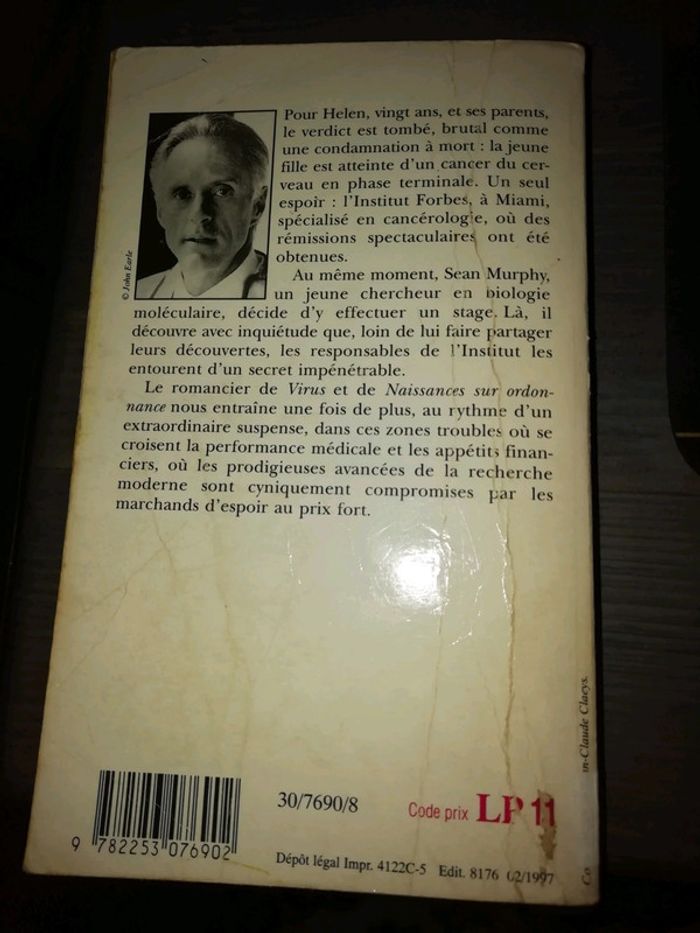 Pour Helen, vingt ans, et ses parents,
le verdict est tombé, brutal comme
une condamnation à mort : la jeune
fille est atteinte d'un cancer du cer-
veau en phase terminale. Un seul
espoir : l'Institut Forbes, à Miami,
spécialisé en cancérologie, où des
rémissions spectaculaires ont été
obtenues.
© John Earle
Au même moment, Sean Murphy,
un jeune chercheur en biologie
moléculaire, décide d'y effectuer un stage. Là, il
découvre avec inquiétude que, loin de lui faire partager
leurs découvertes, les responsables de l'Institut les
entourent d'un secret impénétrable.
Le romancier de Virus et de Naissances sur ordon-
nance nous entraîne une fois de plus, au rythme d'un
extraordinaire suspense, dans ces zones troubles où se
croisent la performance médicale et les appétits finan-
ciers, où les prodigieuses avancées de la recherche
moderne sont cyniquement compromises par les
marchands d'espoir au prix fort.
in-Claude Claeys.
Co
30/7690/8
Code prix LP 11
9 782253 076902
Dépôt légal Impr. 4122C-5 Edit. 8176 02/1997